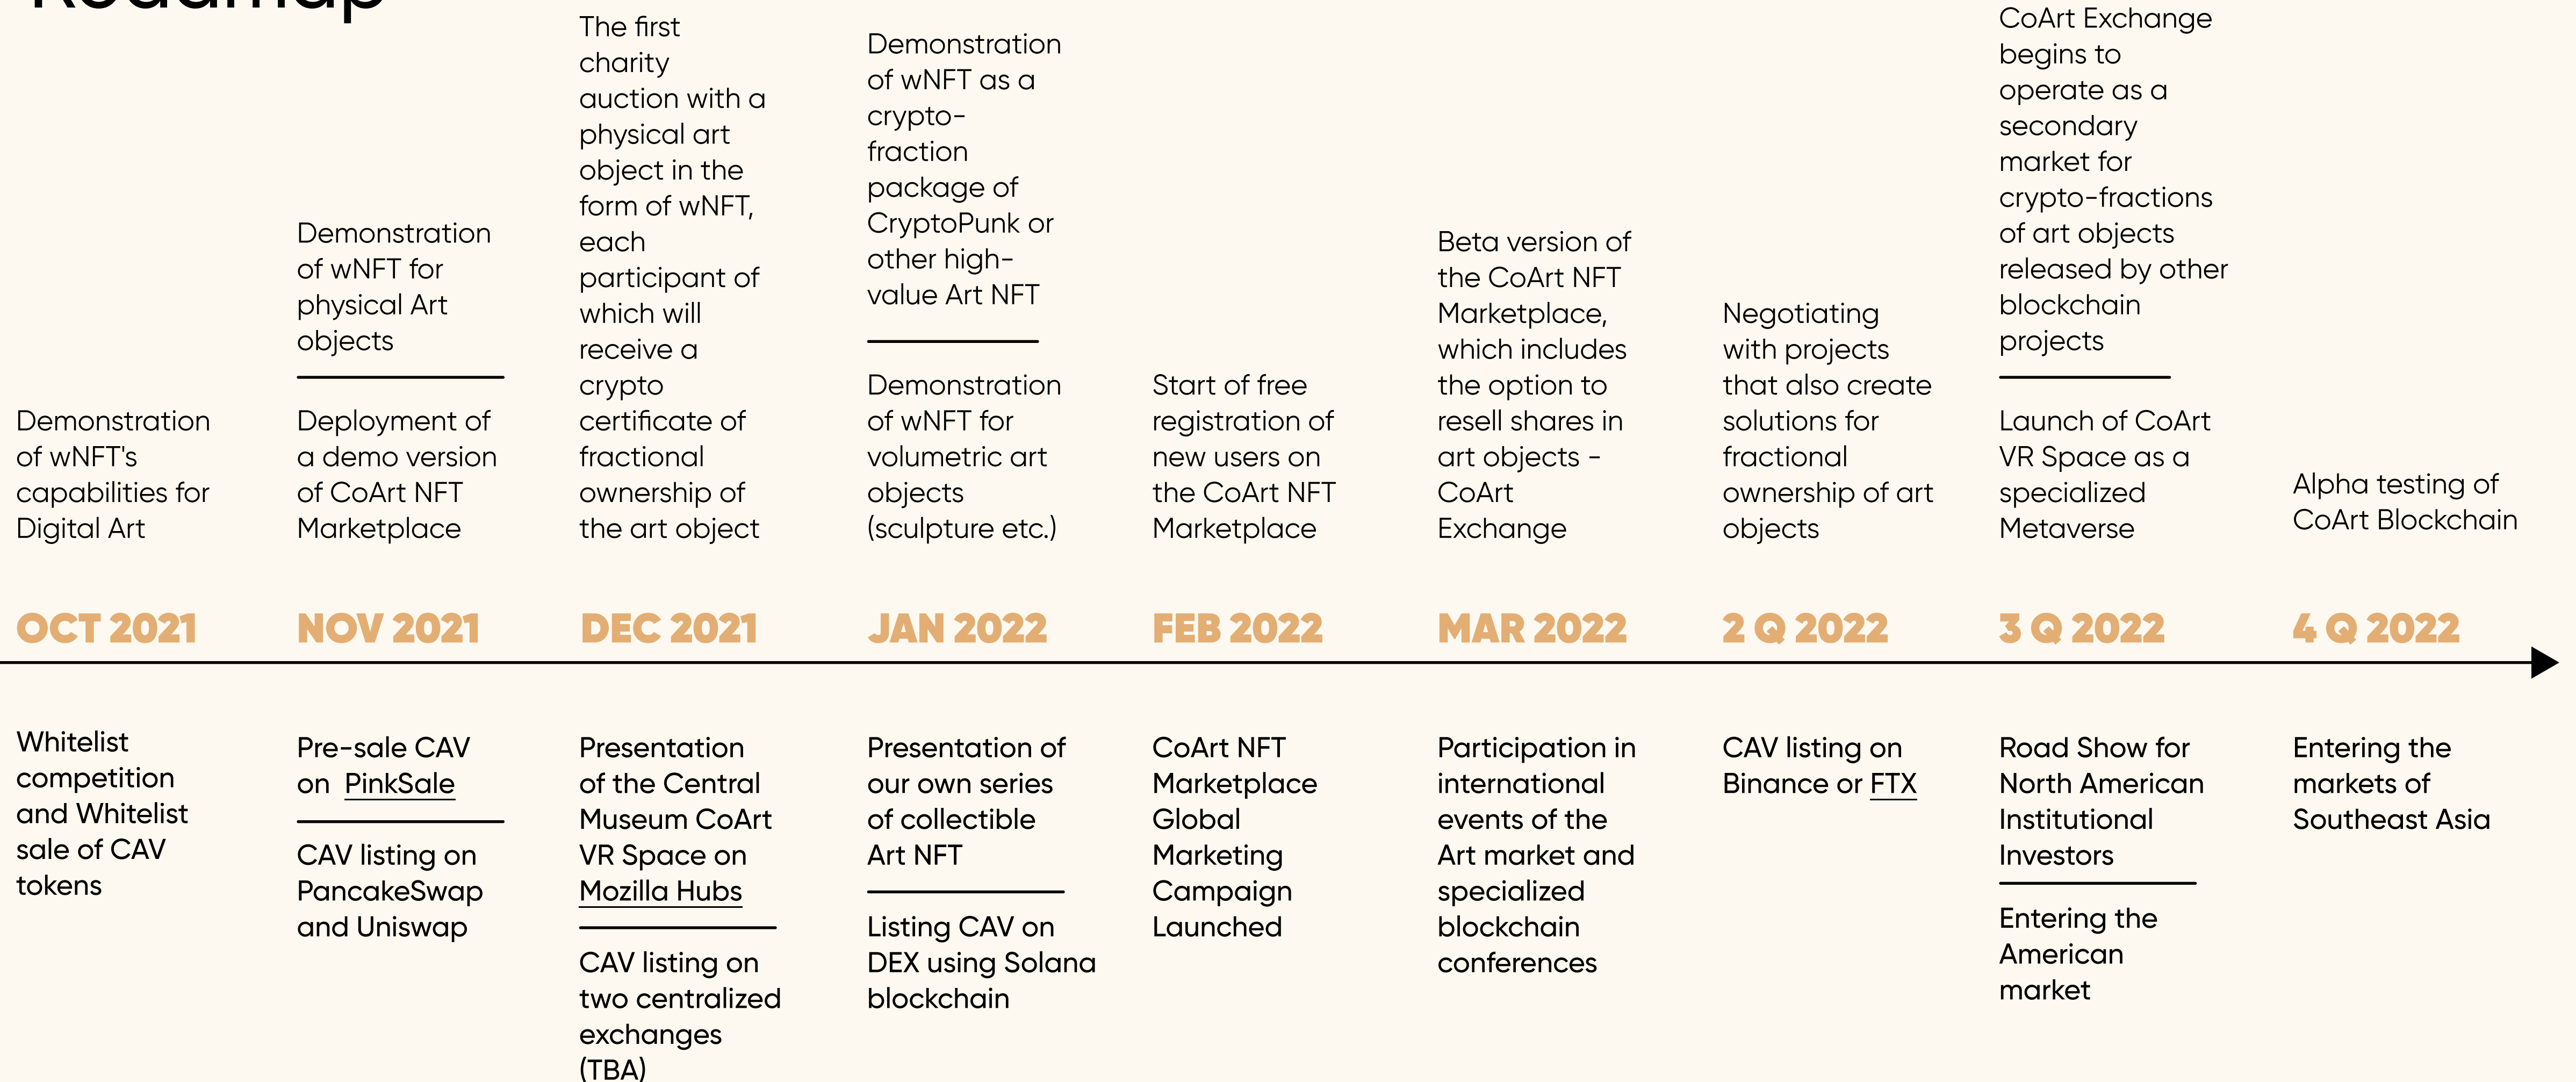 Roadmap
Demonstration
of wNFT's
capabilities for
Digital Art
Demonstration
of wNFT for
physical Art
objects
Deployment of
a demo version
of CoArt NFT
Marketplace
The first
charity
auction with a
physical art
object in the
form of wNFT,
each
participant of
which will
receive a
crypto
certificate of
fractional
ownership of
the art object
Demonstration
of wNFT as a
crypto-
fraction
package of
CryptoPunk or
other high-
value Art NFT
Demonstration
of wNFT for
volumetric art
objects
(sculpture etc.)
Start of free
registration of
new users on
the CoArt NFT
Marketplace
Beta version of
the CoArt NFT
Marketplace,
which includes
the option to
resell shares in
art objects -
CoArt
Exchange
Negotiating
with projects
that also create
solutions for
fractional
ownership of art
objects
CoArt Exchange
begins to
operate as a
secondary
market for
crypto-fractions
of art objects
released by other
blockchain
projects
Launch of CoArt
VR Space as a
specialized
Metaverse
Alpha testing of
CoArt Blockchain
OCT 2021
NOV 2021
DEC 2021
JAN 2022
FEB 2022
MAR 2022
2 Q 2022
3 Q 2022
4 Q 2022
Whitelist
competition
and Whitelist
sale of CAV
tokens
Pre-sale CAV
on PinkSale
CAV listing on
PancakeSwap
and Uniswap
Presentation
of the Central
Museum CoArt
VR Space on
Mozilla Hubs
CAV listing on
two centralized
exchanges
(TBA)
Presentation of
our own series
of collectible
Art NFT
Listing CAV on
DEX using Solana
blockchain
CoArt NFT
Marketplace
Global
Marketing
Campaign
Launched
Participation in
international
events of the
Art market and
specialized
blockchain
conferences
CAV listing on
Binance or FTX
Road Show for
North American
Institutional
Investors
Entering the
American
market
Entering the
markets of
Southeast Asia